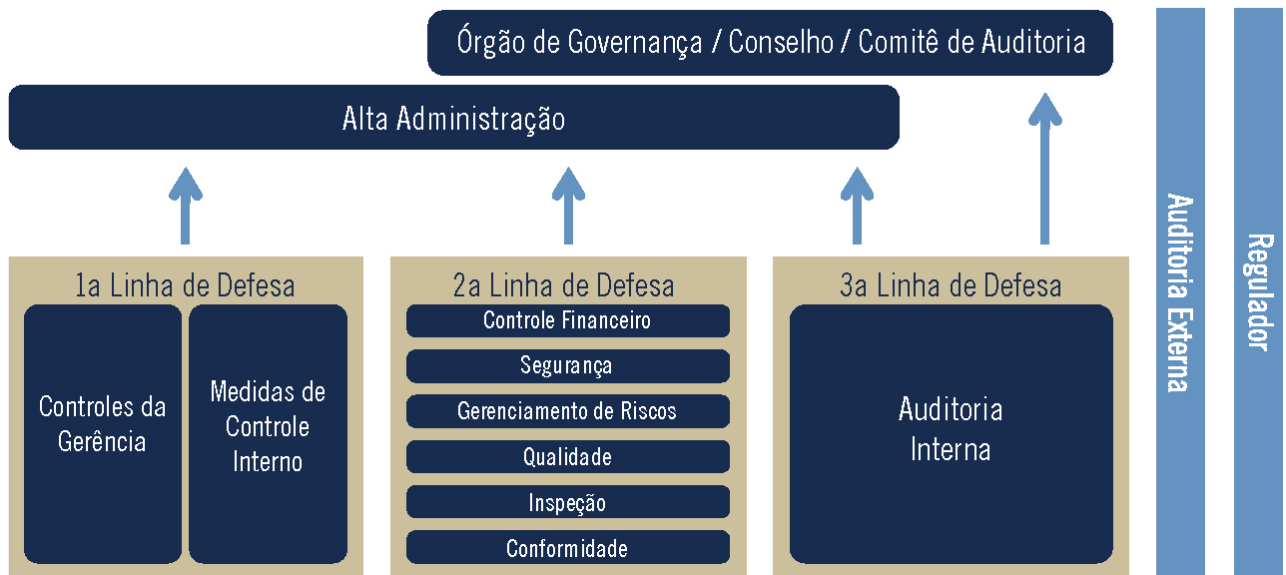 Órgão de Governança / Conselho / Comitê de Auditoria
Alta Administração
1a Linha de Defesa
Controles da
Gerência
Medidas de
Controle
Interno
2a Linha de Defesa
Controle Financeiro
Segurança
Gerenciamento de Riscos
Qualidade
Inspeção
Conformidade
3a Linha de Defesa
Auditoria
Interna
Auditoria Externa
Regulador